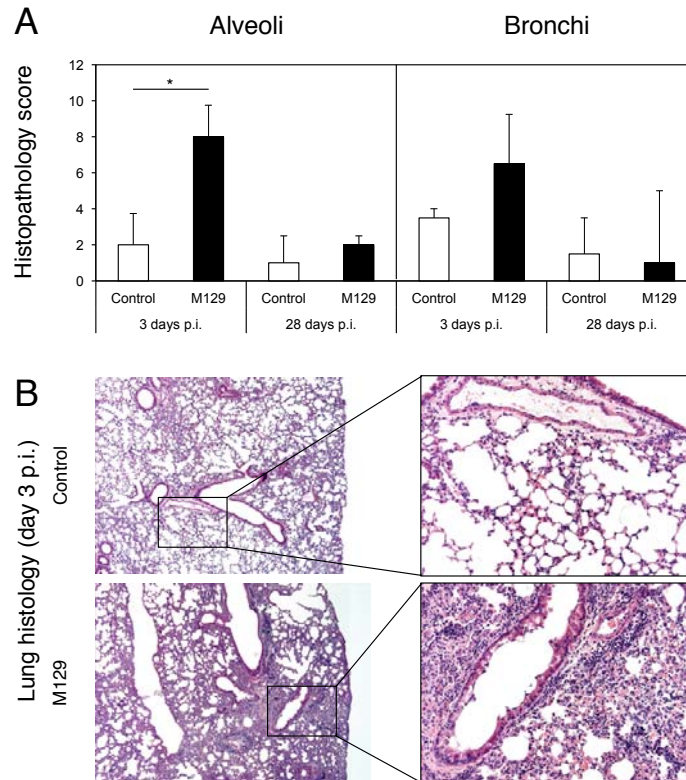 A
Alveoli Bronchi
Histopathology score
12
10
8
6
4
2
0
*
Control M129 Control M129 Control M129 Control M129
3 days p.i. 28 days p.i. 3 days p.i. 28 days p.i.
B
Lung histology (day 3 p.i.)
Control
M129